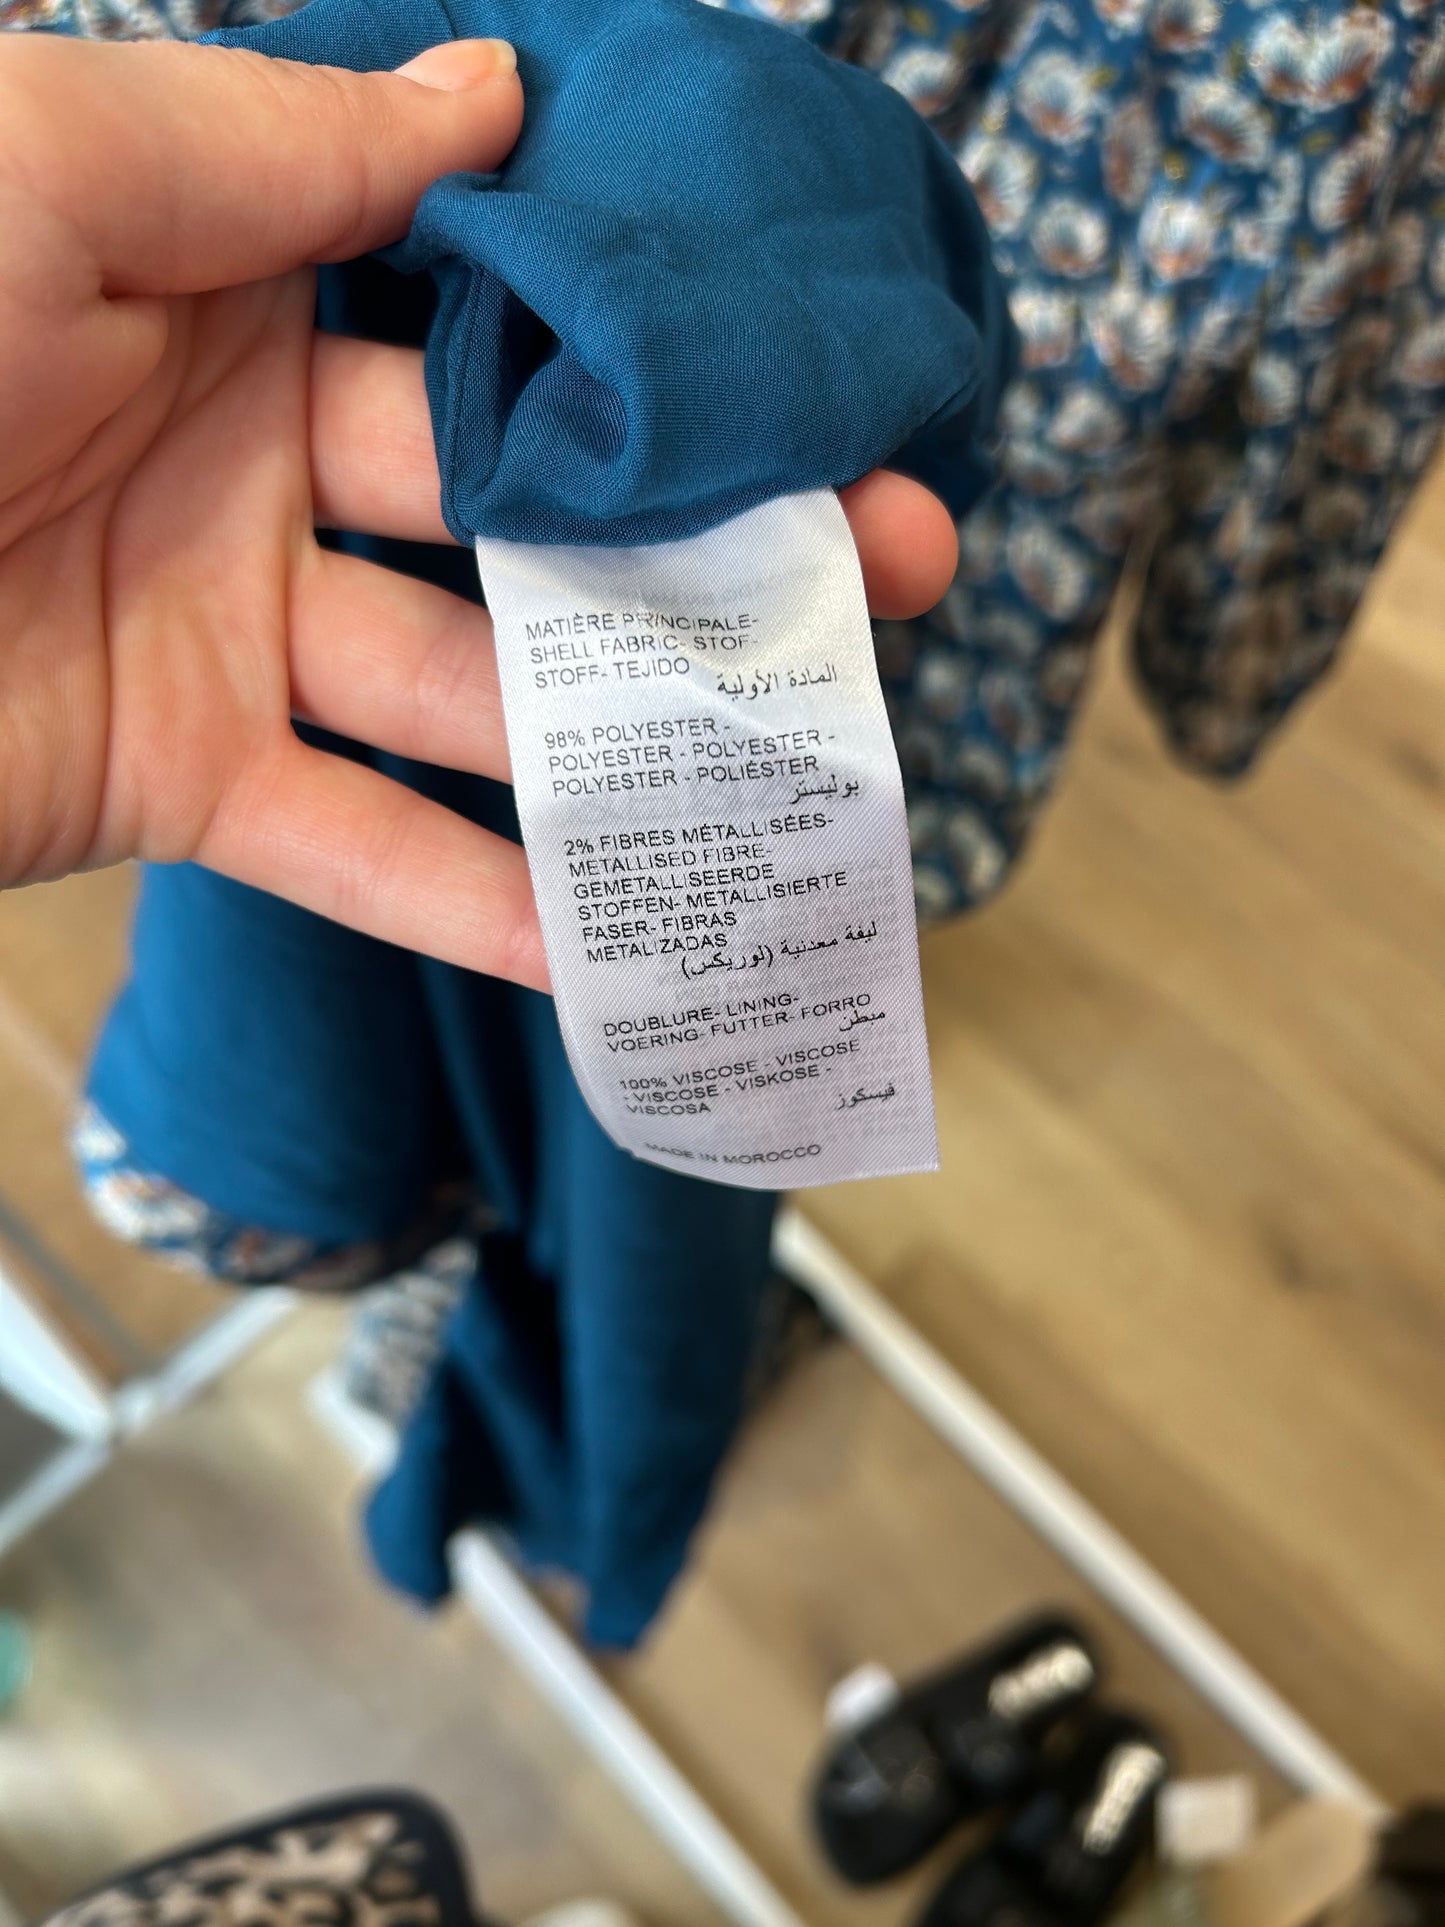 MATIÈRE PRINCIPALE-
SHELL FABRIC- STOF-
STOFF- TEJIDO
المادة الأولية
98% POLYESTER -
POLYESTER - POLYESTER -
POLYESTER - POLIÉSTER
بوليستر
2% FIBRES MÉTALLISÉES-
METALLISED FIBRE-
GEMETALLISEERDE
STOFFEN- METALLISIERTE
FASER- FIBRAS
METALIZADAS
ليفة معدنية (لوريكس)
DOUBLURE- LINING-
VOERING- FUTTER- FORRO
مبطن
100% VISCOSE - VISCOSE
- VISCOSE - VISKOSE -
VISCOSA
فيسكوز
MADE IN MOROCCO